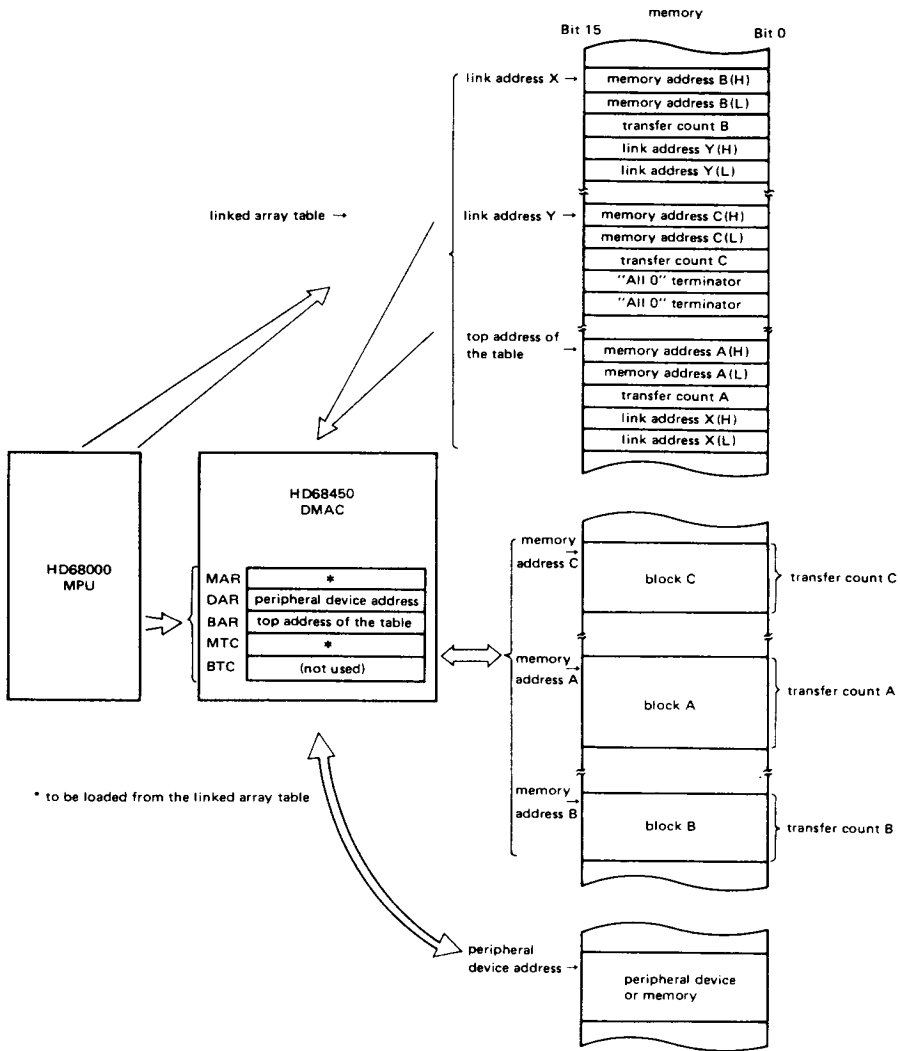 memory
Bit 15
Bit 0
link address X →
memory address B(H)
memory address B(L)
transfer count B
link address Y(H)
link address Y(L)
linked array table →
link address Y →
memory address C(H)
memory address C(L)
transfer count C
"All 0" terminator
"All 0" terminator
top address of
the table →
memory address A(H)
memory address A(L)
transfer count A
link address X(H)
link address X(L)
HD68000
MPU
HD68450
DMAC
MAR
*
DAR
peripheral device address
BAR
top address of the table
MTC
*
BTC
(not used)
memory
address C →
block C
transfer count C
memory
address A →
block A
transfer count A
memory
address B →
block B
transfer count B
* to be loaded from the linked array table
peripheral
device address →
peripheral device
or memory